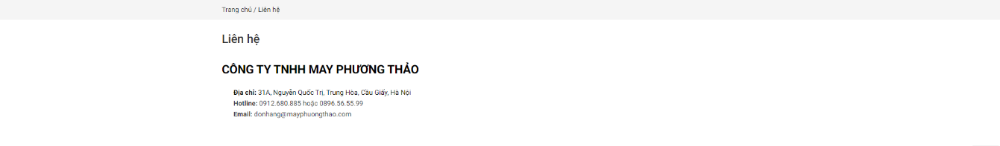 Trang chủ / Liên hệ
Liên hệ
CÔNG TY TNHH MAY PHƯƠNG THẢO
Địa chỉ: 31A, Nguyễn Quốc Trị, Trung Hòa, Cầu Giấy, Hà Nội
Hotline: 0912.680.885 hoặc 0896.56.55.99
Email: donhang@mayphuongthao.com